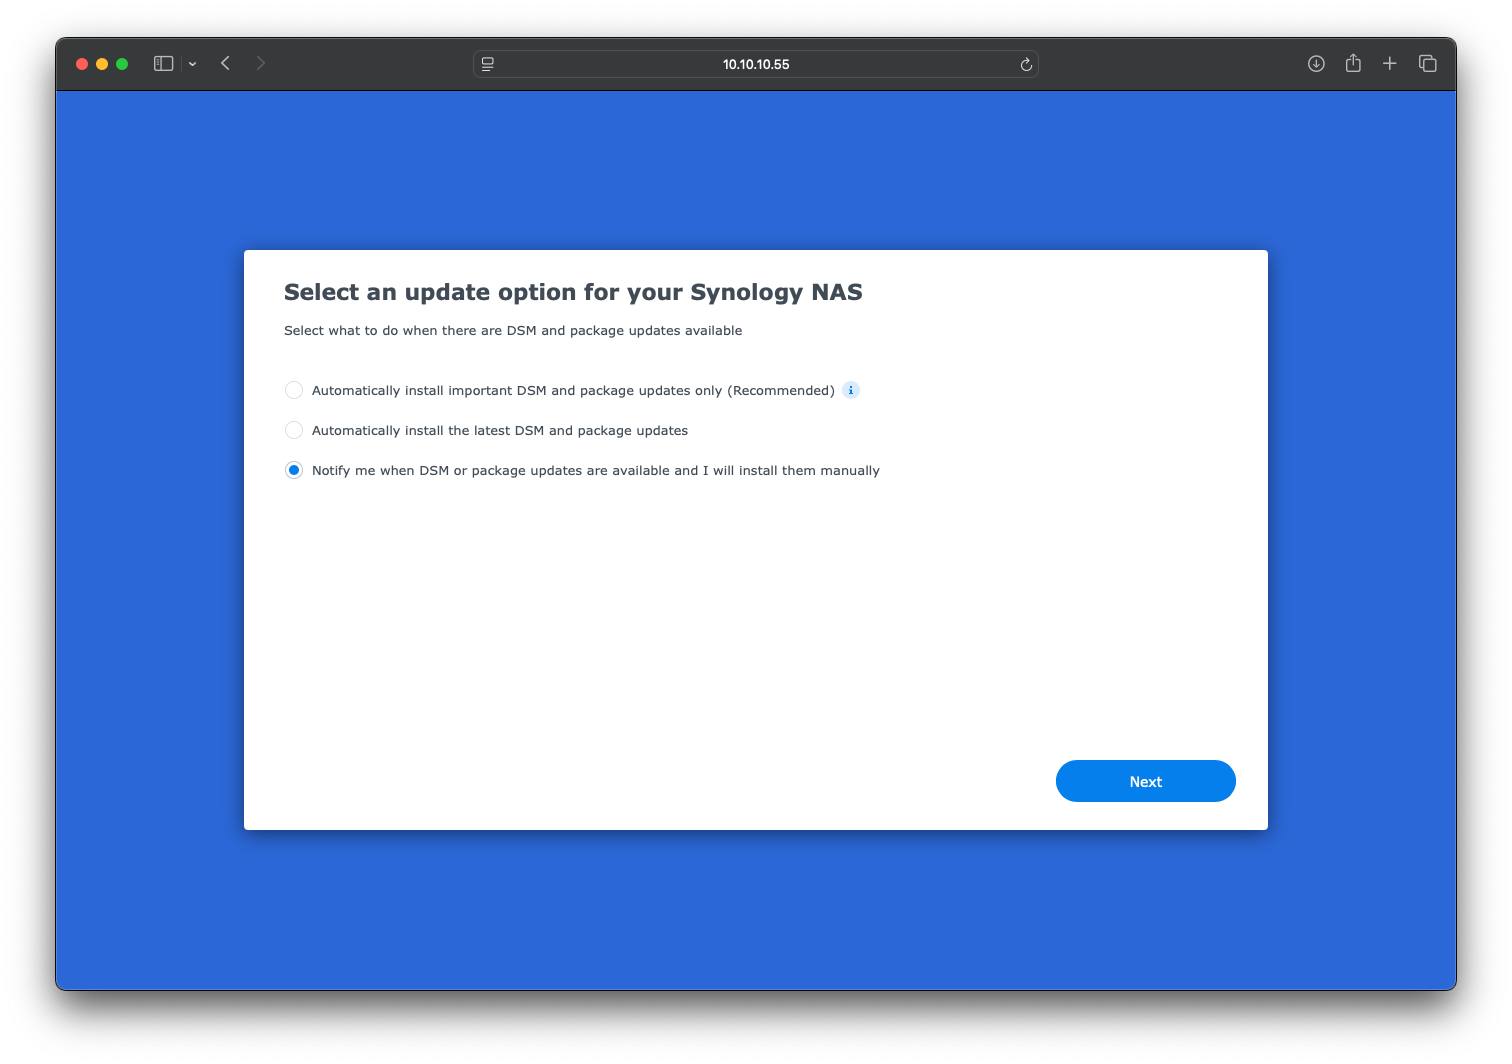 10.10.10.55
Select an update option for your Synology NAS
Select what to do when there are DSM and package updates available
Automatically install important DSM and package updates only (Recommended) i
Automatically install the latest DSM and package updates
Notify me when DSM or package updates are available and I will install them manually
Next